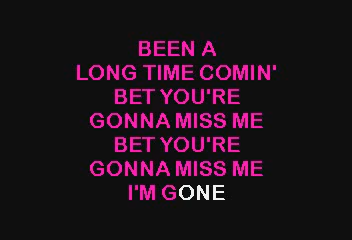 BEEN A
LONG TIME COMIN'
BET YOU'RE
GONNA MISS ME
BET YOU'RE
GONNA MISS ME
I'M GONE